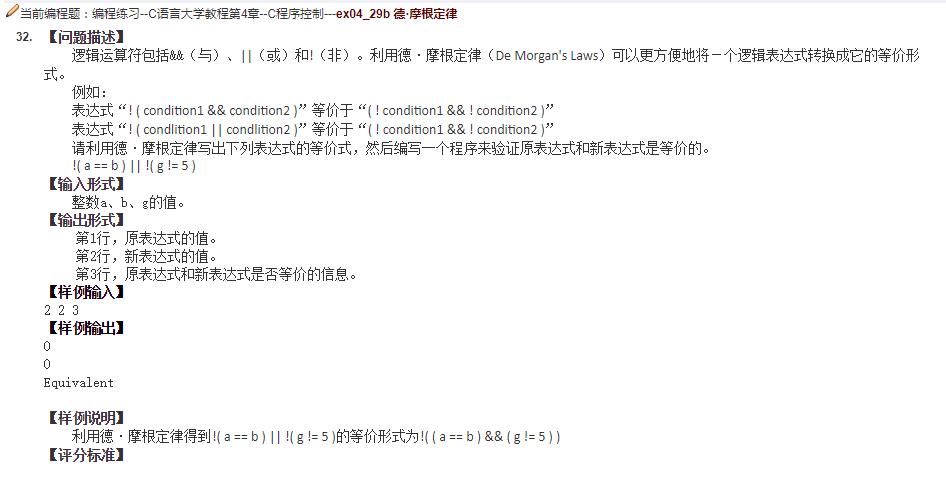 当前编程题：编程练习--C语言大学教程第4章--C程序控制---ex04_29b 德·摩根定律
32. 【问题描述】
逻辑运算符包括&&（与）、||（或）和!（非）。利用德·摩根定律（De Morgan's Laws）可以更方便地将一个逻辑表达式转换成它的等价形
式。
例如：
表达式“! ( condition1 && condition2 )”等价于“( ! condition1 && ! condition2 )”
表达式“! ( condlition1 || condlition2 )”等价于“( ! condition1 && ! condition2 )”
请利用德·摩根定律写出下列表达式的等价式，然后编写一个程序来验证原表达式和新表达式是等价的。
!( a == b ) || !( g != 5 )
【输入形式】
整数a、b、g的值。
【输出形式】
第1行，原表达式的值。
第2行，新表达式的值。
第3行，原表达式和新表达式是否等价的信息。
【样例输入】
2 2 3
【样例输出】
0
0
Equivalent
【样例说明】
利用德·摩根定律得到!( a == b ) || !( g != 5 )的等价形式为!( ( a == b ) && ( g != 5 ) )
【评分标准】